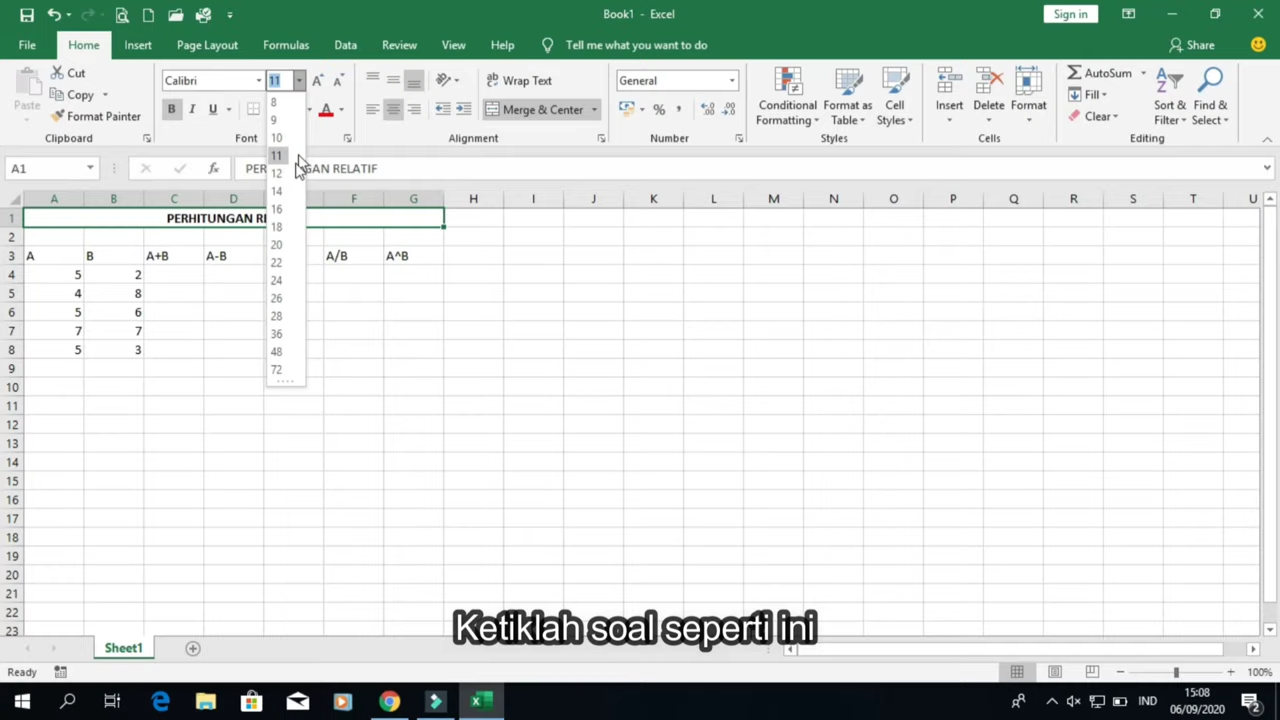 Book1 - Excel
Sign in
File Home Insert Page Layout Formulas Data Review View Help Tell me what you want to do Share
Paste
Cut
Copy
Format Painter
Clipboard
Calibri 11
B I U A
Font
Wrap Text
Merge & Center
Alignment
General
% ,
Number
Conditional Formatting
Format as Table
Cell Styles
Styles
Insert Delete Format
Cells
AutoSum
Fill
Clear
Sort & Filter
Find & Select
Editing
8
9
10
11
12
14
16
18
20
22
24
26
28
36
48
72
A1 fx GAN RELATIF
A B C D F G H I J K L M N O P Q R S T U
1 PERHITUNGAN
2
3 A B A+B A-B A/B A^B
4 5 2
5 4 8
6 5 6
7 7 7
8 5 3
9
10
11
12
13
14
15
16
17
18
19
20
21
22
23
Ketiklah soal seperti ini
Sheet1
Ready 100%
IND 15:08
06/09/2020 2